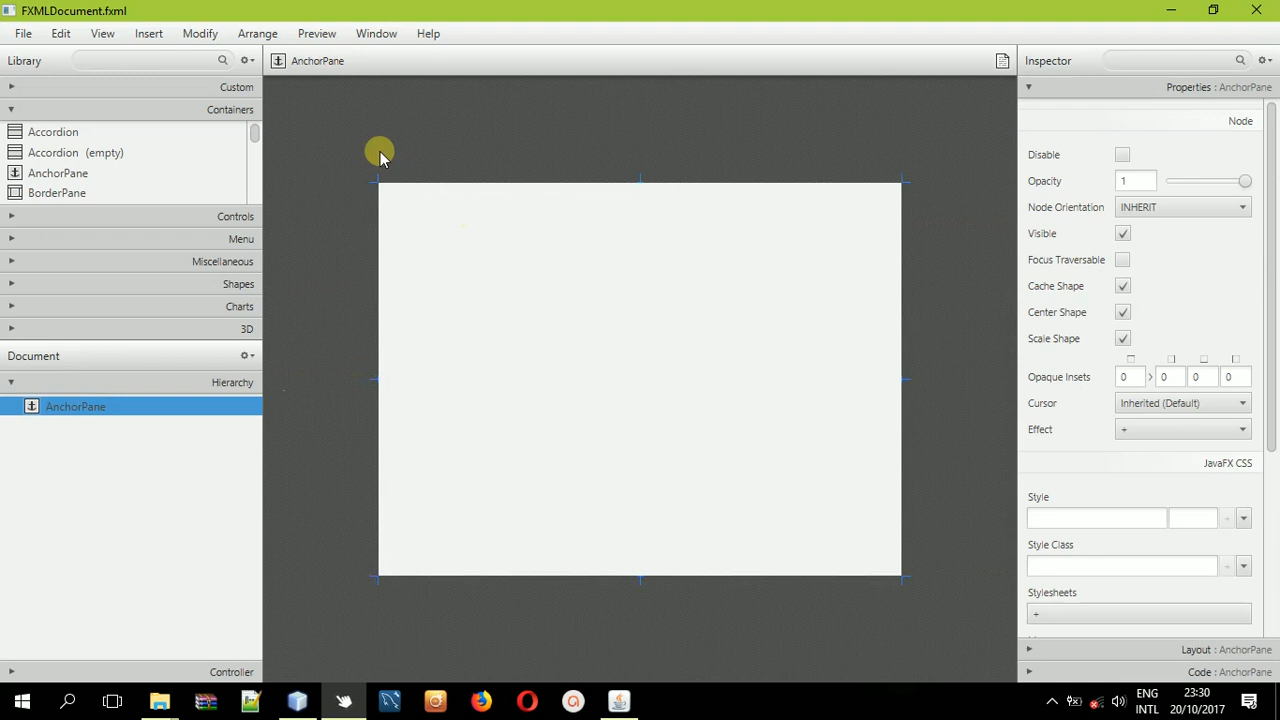 FXMLDocument.fxml
File Edit View Insert Modify Arrange Preview Window Help
Library
AnchorPane
Inspector
Custom
Containers
Accordion
Accordion (empty)
AnchorPane
BorderPane
Controls
Menu
Miscellaneous
Shapes
Charts
3D
Document
Hierarchy
AnchorPane
Controller
Properties : AnchorPane
Node
Disable
Opacity 1
Node Orientation INHERIT
Visible
Focus Traversable
Cache Shape
Center Shape
Scale Shape
Opaque Insets 0 0 0 0
Cursor Inherited (Default)
Effect +
JavaFX CSS
Style
Style Class
Stylesheets
+
Layout : AnchorPane
Code : AnchorPane
ENG
INTL
23:30
20/10/2017